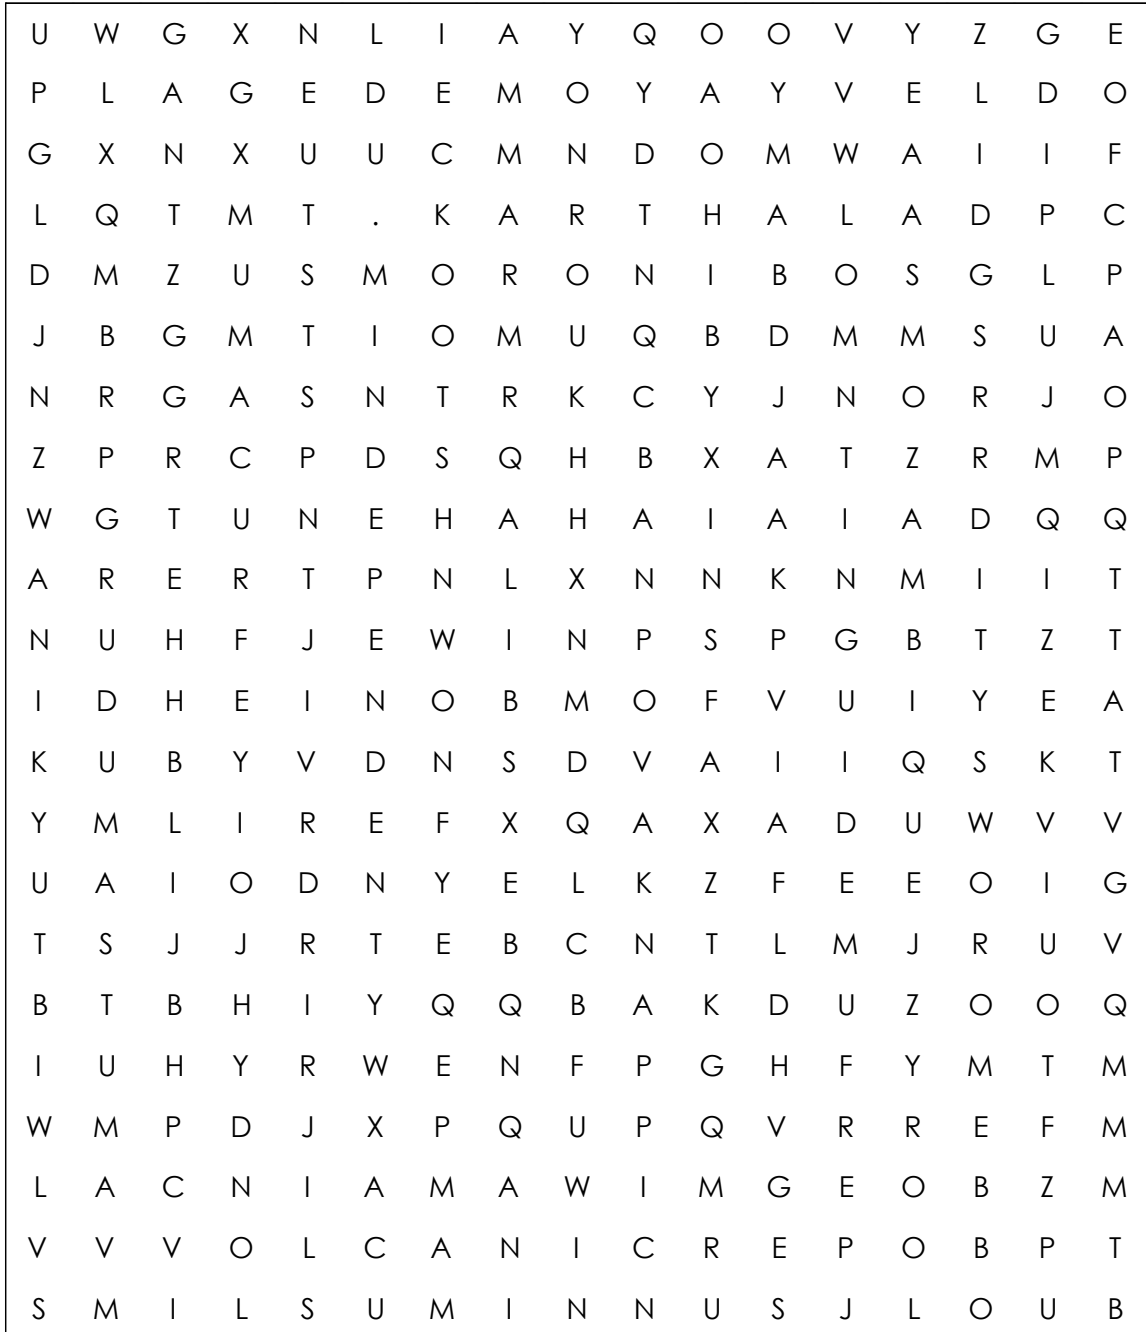 U W G X N L I A Y Q O O V Y Z G E
P L A G E D E M O Y A Y V E L D O
G X N X U U C M N D O M W A I I F
L Q T M T . K A R T H A L A D P C
D M Z U S M O R O N I B O S G L P
J B G M T I O M U Q B D M M S U A
N R G A S N T R K C Y J N O R J O
Z P R C P D S Q H B X A T Z R M P
W G T U N E H A H A I A I A D Q Q
A R E R T P N L X N N K N M I I T
N U H F J E W I N P S P G B T Z T
I D H E I N O B M O F V U I Y E A
K U B Y V D N S D V A I I Q S K T
Y M L I R E F X Q A X A D U W V V
U A I O D N Y E L K Z F E E O I G
T S J J R T E B C N T L M J R U V
B T B H I Y Q Q B A K D U Z O O Q
I U H Y R W E N F P G H F Y M T M
W M P D J X P Q U P Q V R R E F M
L A C N I A M A W I M G E O B Z M
V V V O L C A N I C R E P O B P T
S M I L S U M I N N U S J L O U B